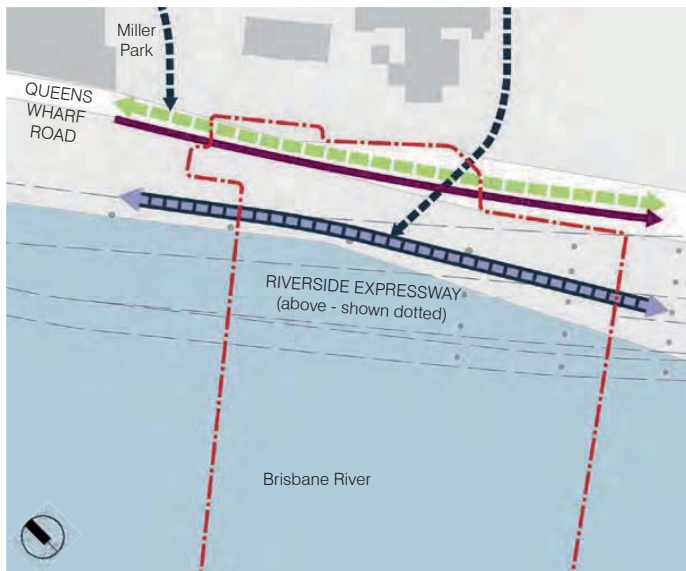 Miller
Park
QUEENS
WHARF
ROAD
RIVERSIDE EXPRESSWAY
(above - shown dotted)
Brisbane River